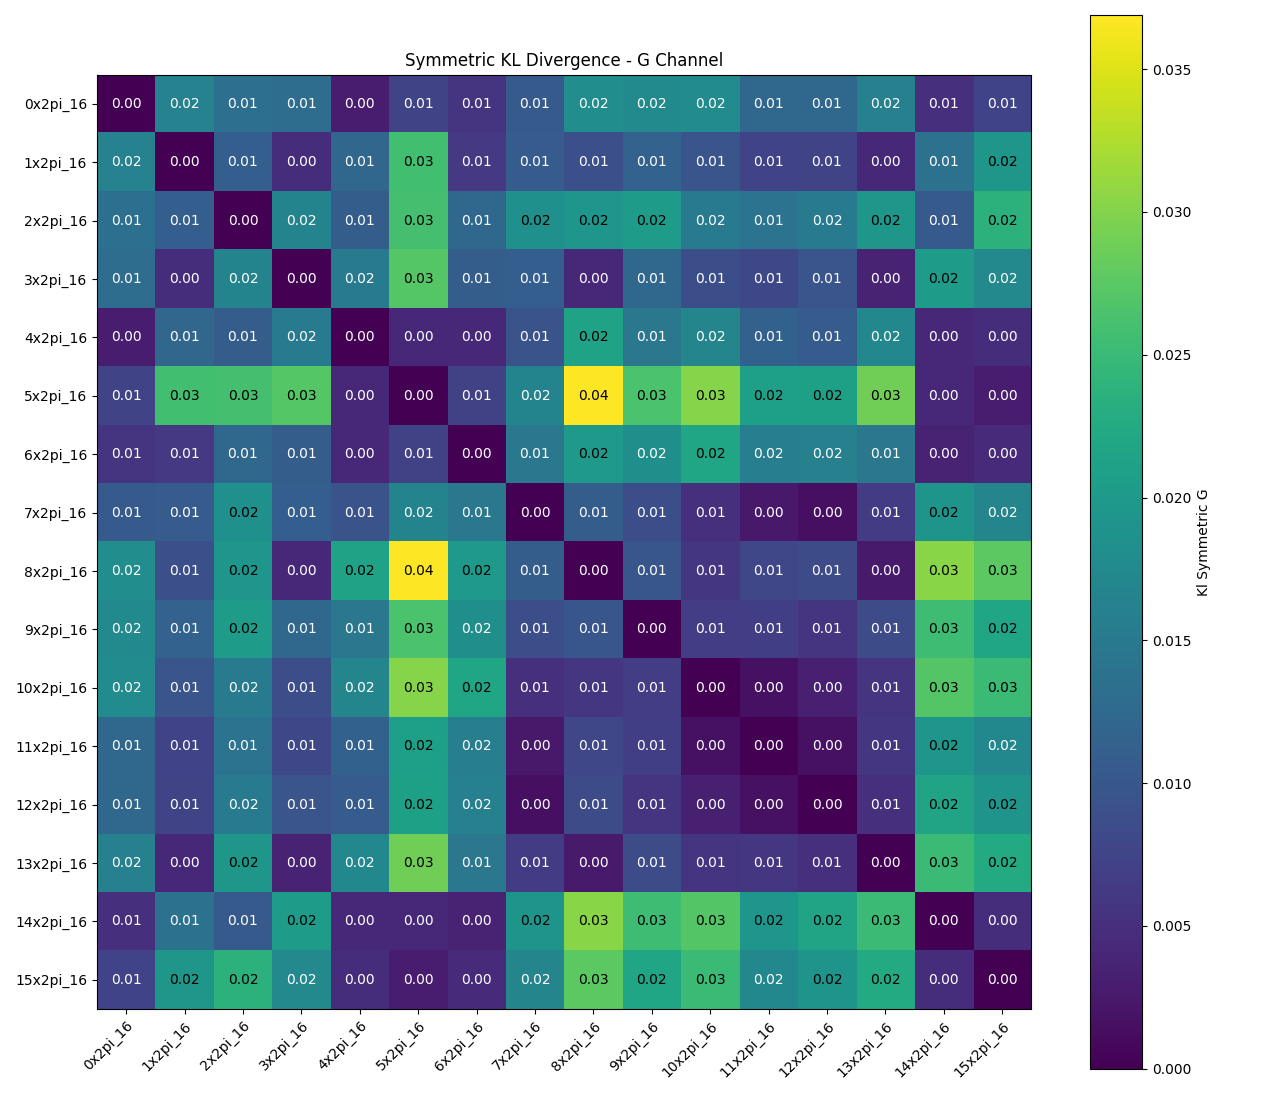 Symmetric KL Divergence - G Channel
0x2pi_16 0.00 0.02 0.01 0.01 0.00 0.01 0.01 0.01 0.02 0.02 0.02 0.01 0.01 0.02 0.01 0.01
1x2pi_16 0.02 0.00 0.01 0.00 0.01 0.03 0.01 0.01 0.01 0.01 0.01 0.01 0.01 0.00 0.01 0.02
2x2pi_16 0.01 0.01 0.00 0.02 0.01 0.03 0.01 0.02 0.02 0.02 0.02 0.01 0.02 0.02 0.01 0.02
3x2pi_16 0.01 0.00 0.02 0.00 0.02 0.03 0.01 0.01 0.00 0.01 0.01 0.01 0.01 0.00 0.02 0.02
4x2pi_16 0.00 0.01 0.01 0.02 0.00 0.00 0.00 0.01 0.02 0.01 0.02 0.01 0.01 0.02 0.00 0.00
5x2pi_16 0.01 0.03 0.03 0.03 0.00 0.00 0.01 0.02 0.04 0.03 0.03 0.02 0.02 0.03 0.00 0.00
6x2pi_16 0.01 0.01 0.01 0.01 0.00 0.01 0.00 0.01 0.02 0.02 0.02 0.02 0.02 0.01 0.00 0.00
7x2pi_16 0.01 0.01 0.02 0.01 0.01 0.02 0.01 0.00 0.01 0.01 0.01 0.00 0.00 0.01 0.02 0.02
8x2pi_16 0.02 0.01 0.02 0.00 0.02 0.04 0.02 0.01 0.00 0.01 0.01 0.01 0.01 0.00 0.03 0.03
9x2pi_16 0.02 0.01 0.02 0.01 0.01 0.03 0.02 0.01 0.01 0.00 0.01 0.01 0.01 0.01 0.03 0.02
10x2pi_16 0.02 0.01 0.02 0.01 0.02 0.03 0.02 0.01 0.01 0.01 0.00 0.00 0.00 0.01 0.03 0.03
11x2pi_16 0.01 0.01 0.01 0.01 0.01 0.02 0.02 0.00 0.01 0.01 0.00 0.00 0.00 0.01 0.02 0.02
12x2pi_16 0.01 0.01 0.02 0.01 0.01 0.02 0.02 0.00 0.01 0.01 0.00 0.00 0.00 0.01 0.02 0.02
13x2pi_16 0.02 0.00 0.02 0.00 0.02 0.03 0.01 0.01 0.00 0.01 0.01 0.01 0.01 0.00 0.03 0.02
14x2pi_16 0.01 0.01 0.01 0.02 0.00 0.00 0.00 0.02 0.03 0.03 0.03 0.02 0.02 0.03 0.00 0.00
15x2pi_16 0.01 0.02 0.02 0.02 0.00 0.00 0.00 0.02 0.03 0.02 0.03 0.02 0.02 0.02 0.00 0.00
0x2pi_16 1x2pi_16 2x2pi_16 3x2pi_16 4x2pi_16 5x2pi_16 6x2pi_16 7x2pi_16 8x2pi_16 9x2pi_16 10x2pi_16 11x2pi_16 12x2pi_16 13x2pi_16 14x2pi_16 15x2pi_16
0.035
0.030
0.025
0.020
0.015
0.010
0.005
0.000
Kl Symmetric G